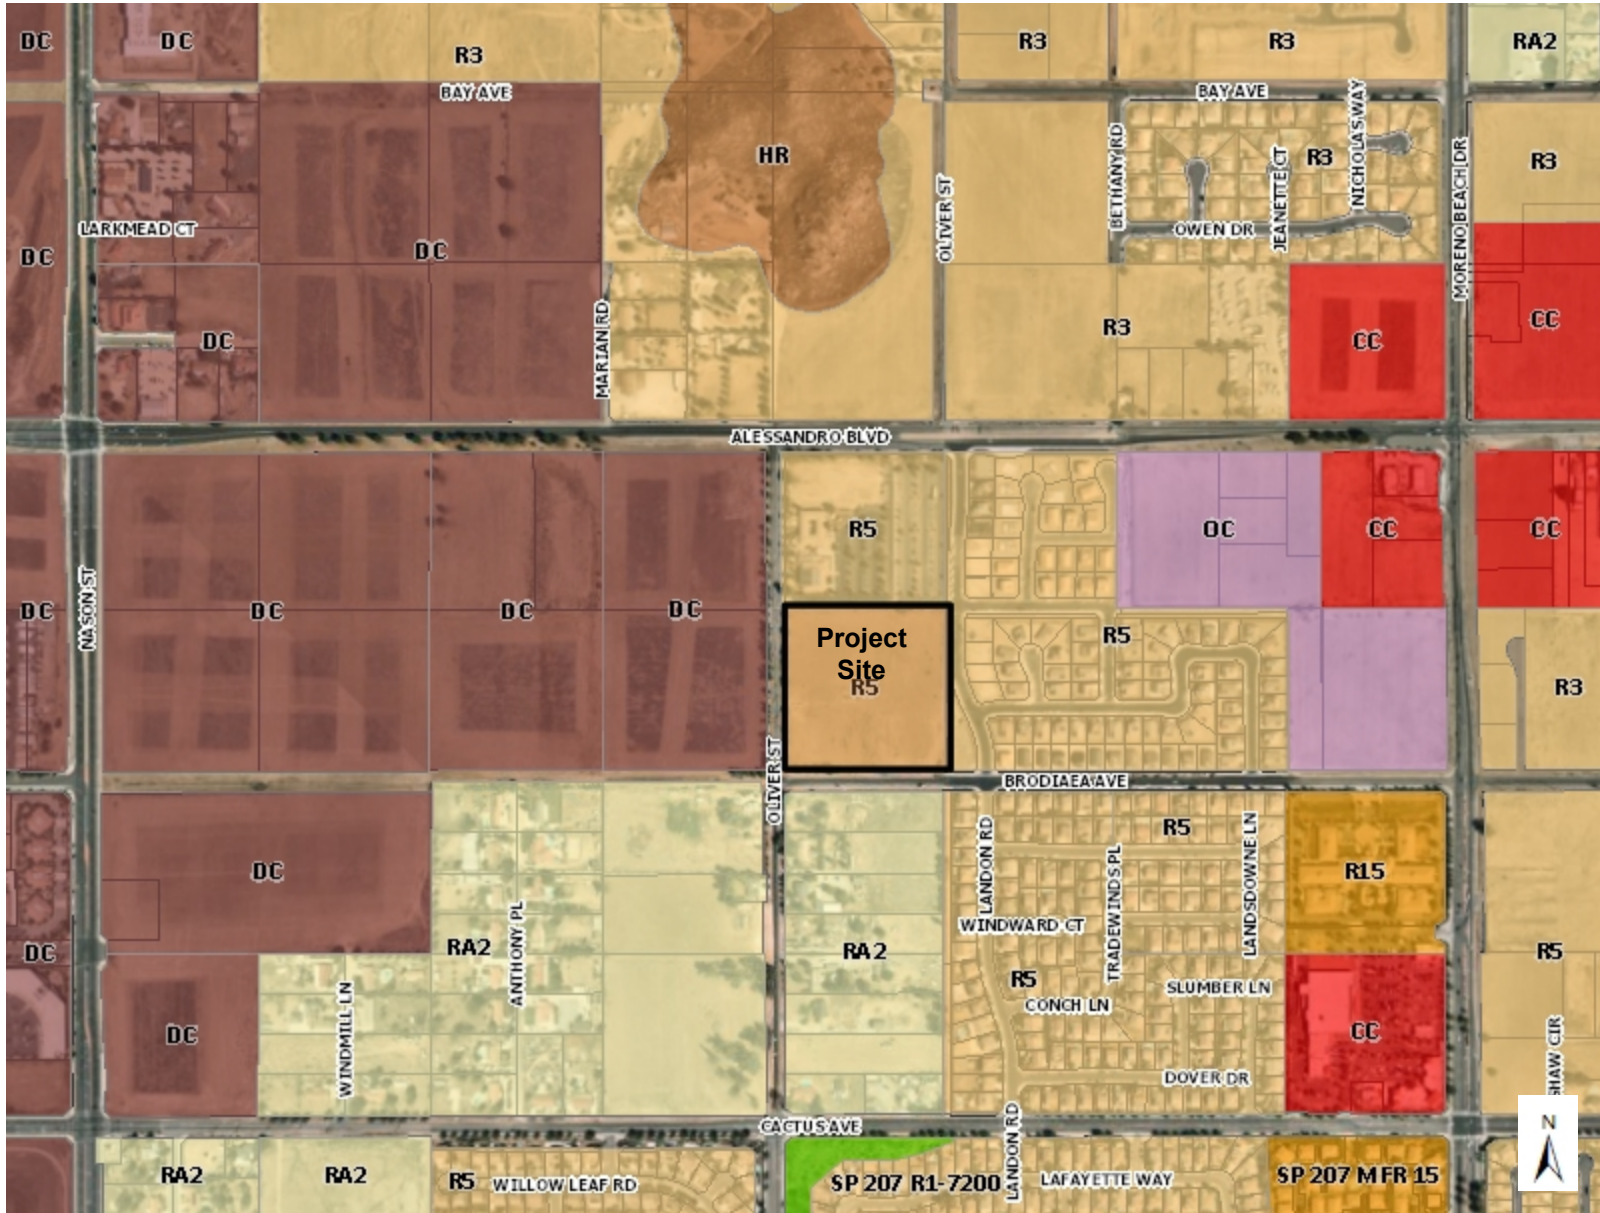 DC
DC
R3
R3
R3
RA2
BAY AVE
BAY AVE
HR
BETHANY RD
JEANETTE CT
R3
NICHOLAS WAY
MORENO BEACH DR
R3
LARKMEAD CT
DC
DC
OLIVER ST
OWEN DR
DC
MARIAN RD
R3
CC
CC
ALESSANDRO BLVD
R5
OC
CC
CC
NASON ST
DC
DC
DC
DC
Project
Site
R5
R5
R3
OLIVER ST
BRODIAEA AVE
DC
LANDON RD
R5
TRADEWINDS PL
LANDSDOWNE LN
R15
DC
RA2
ANTHONY PL
RA2
WINDWARD CT
R5
R5
CONCH LN
SLUMBER LN
DC
WINDMILL LN
CC
DOVER DR
SHAW CIR
CACTUS AVE
LANDON RD
N
RA2
RA2
R5
WILLOW LEAF RD
SP 207 R1-7200
LAFAYETTE WAY
SP 207 MFR 15